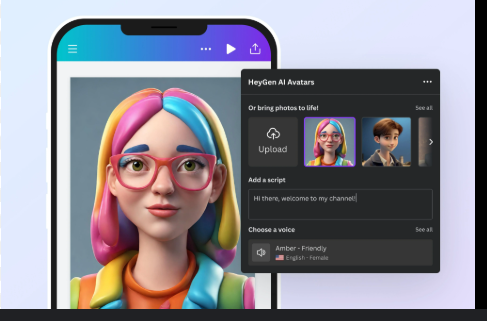 HeyGen AI Avatars
Or bring photos to life!
See all
Upload
Add a script
Hi there, welcome to my channel!
Choose a voice
See all
Amber - Friendly
English - Female